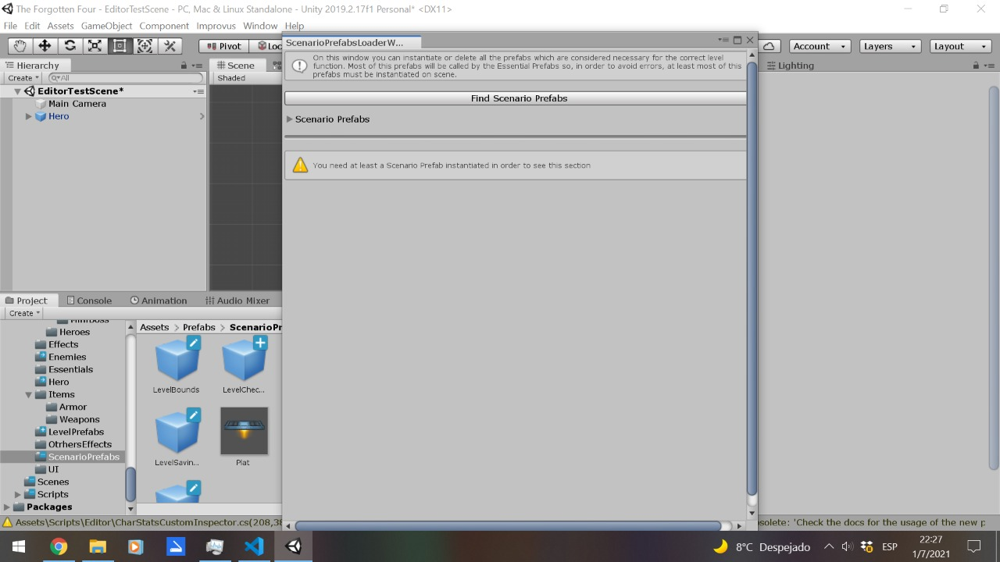 The Forgotten Four - EditorTestScene - PC, Mac & Linux Standalone - Unity 2019.2.17f1 Personal* <DX11>
File Edit Assets GameObject Component Improvus Window Help
Pivot Loc
Account Layers Layout
ScenarioPrefabsLoaderW...
On this window you can instantiate or delete all the prefabs which are considered necessary for the correct level
function. Most of this prefabs will be called by the Essential Prefabs so, in order to avoid errors, at least most of this
prefabs must be instantiated on scene.
Find Scenario Prefabs
Scenario Prefabs
You need at least a Scenario Prefab instantiated in order to see this section
Hierarchy
Create All
EditorTestScene*
Main Camera
Hero
Scene
Shaded
Lighting
Project Console Animation Audio Mixer
Create
MiniBoss
Heroes
Effects
Enemies
Essentials
Hero
Items
Armor
Weapons
LevelPrefabs
OtrhersEffects
ScenarioPrefabs
UI
Scenes
Scripts
Packages
Assets > Prefabs > ScenarioPr
LevelBounds
LevelChec...
LevelSavin...
Plat
Assets\Scripts\Editor\CharStatsCustomInspector.cs(208,38
solete: 'Check the docs for the usage of the new p
8°C Despejado
ESP
22:27
1/7/2021